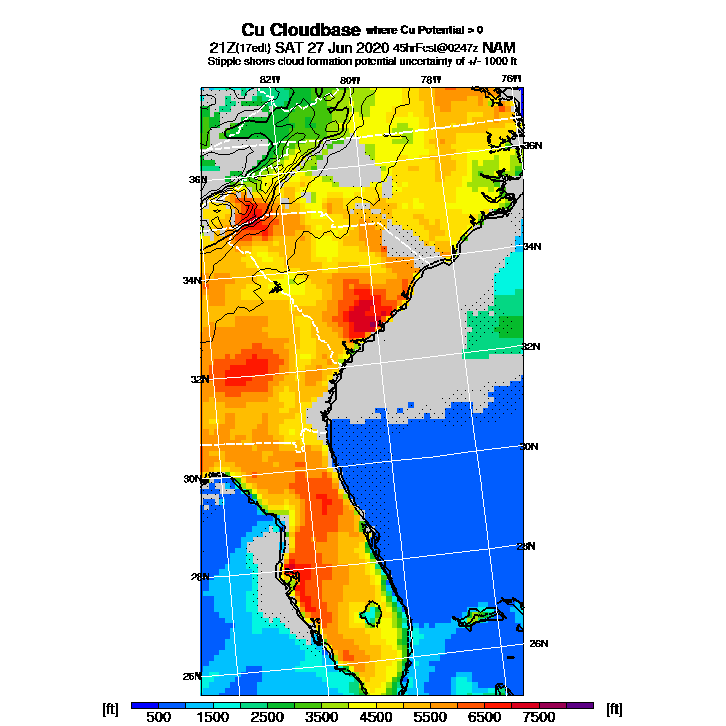 Cu Cloudbase where Cu Potential > 0
21Z(17edt) SAT 27 Jun 2020 45hrFcst@0247z NAM
Stipple shows cloud formation potential uncertainty of +/- 1000 ft
82W 80W 78W 76W
36N
36N
34N
34N
32N
32N
30N
30N
28N
28N
26N
26N
[ft] 500 1500 2500 3500 4500 5500 6500 7500 [ft]